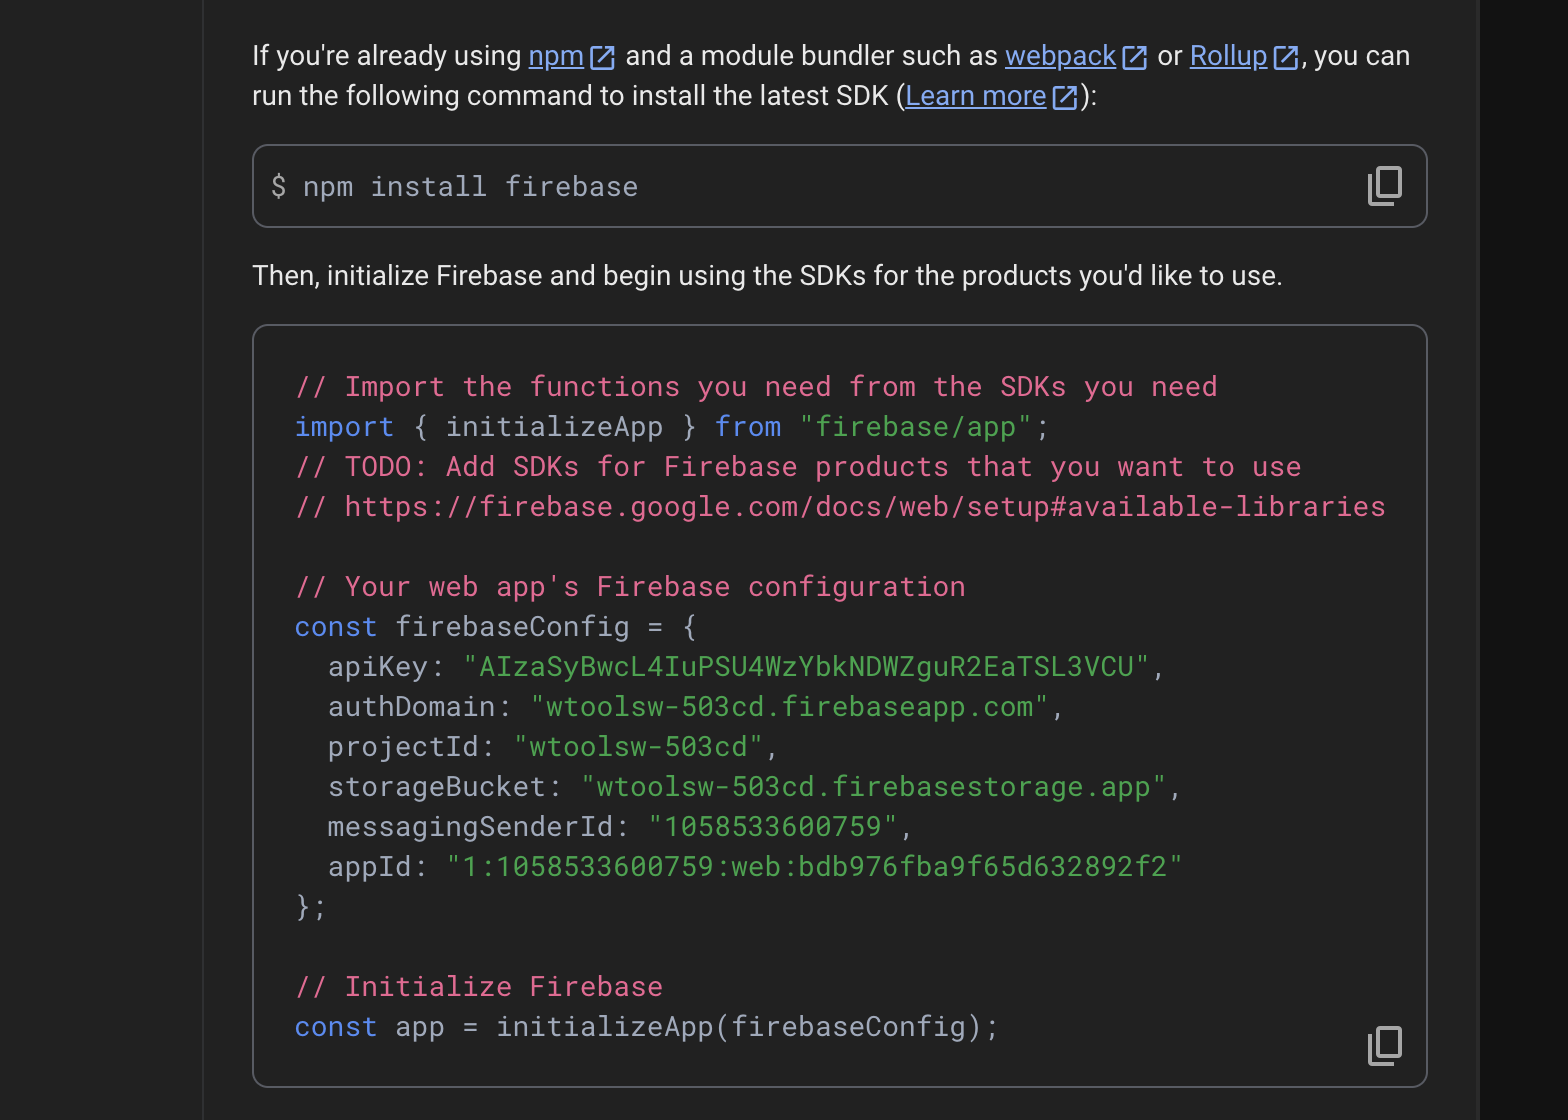 If you're already using npm and a module bundler such as webpack or Rollup, you can
run the following command to install the latest SDK (Learn more):
$ npm install firebase
Then, initialize Firebase and begin using the SDKs for the products you'd like to use.
// Import the functions you need from the SDKs you need
import { initializeApp } from "firebase/app";
// TODO: Add SDKs for Firebase products that you want to use
// https://firebase.google.com/docs/web/setup#available-libraries
// Your web app's Firebase configuration
const firebaseConfig = {
  apiKey: "AIzaSyBwcL4IuPSU4WzYbkNDWZguR2EaTSL3VCU",
  authDomain: "wtoolsw-503cd.firebaseapp.com",
  projectId: "wtoolsw-503cd",
  storageBucket: "wtoolsw-503cd.firebasestorage.app",
  messagingSenderId: "1058533600759",
  appId: "1:1058533600759:web:bdb976fba9f65d632892f2"
};
// Initialize Firebase
const app = initializeApp(firebaseConfig);